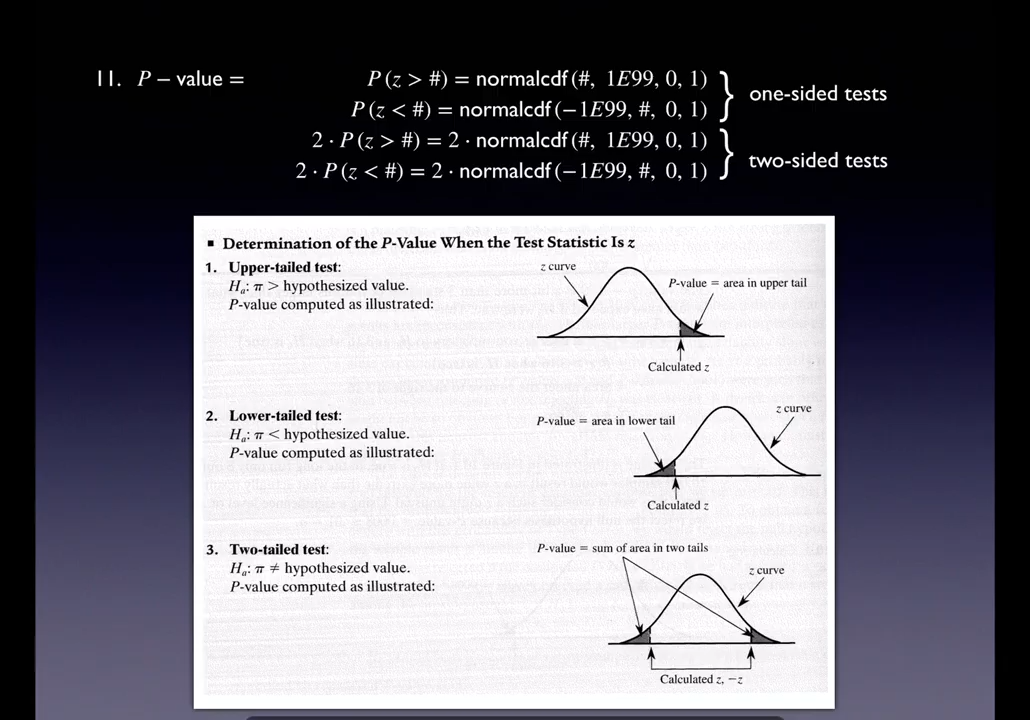 11. P – value =
P(z > #) = normalcdf(#, 1E99, 0, 1)
P(z < #) = normalcdf(−1E99, #, 0, 1)
one-sided tests
2 · P(z > #) = 2 · normalcdf(#, 1E99, 0, 1)
2 · P(z < #) = 2 · normalcdf(−1E99, #, 0, 1)
two-sided tests
▪ Determination of the P-Value When the Test Statistic Is z
1. Upper-tailed test:
Hₐ: π > hypothesized value.
P-value computed as illustrated:
z curve
P-value = area in upper tail
Calculated z
2. Lower-tailed test:
Hₐ: π < hypothesized value.
P-value computed as illustrated:
P-value = area in lower tail
z curve
Calculated z
3. Two-tailed test:
Hₐ: π ≠ hypothesized value.
P-value computed as illustrated:
P-value = sum of area in two tails
z curve
Calculated z, −z